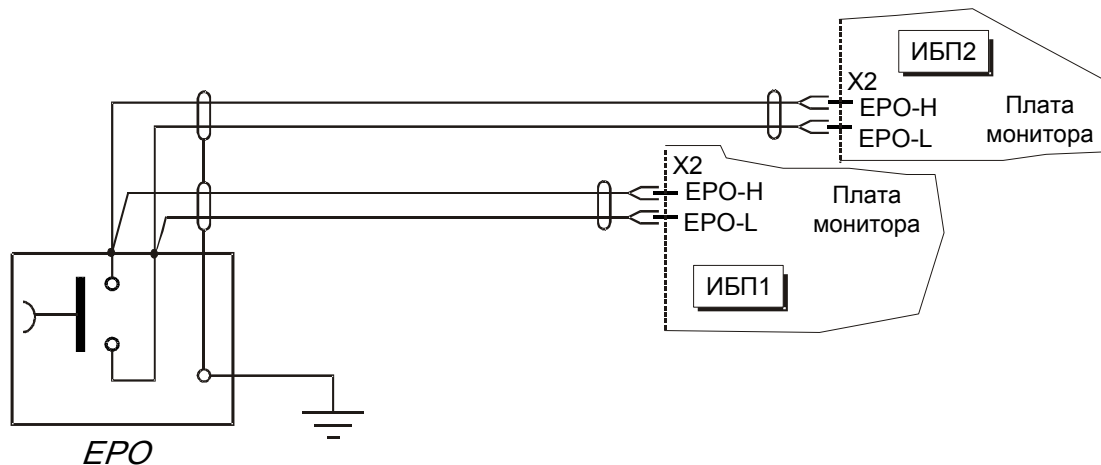 ИБП2
X2
EPO-H
EPO-L
Плата
монитора
X2
EPO-H
EPO-L
Плата
монитора
ИБП1
EPO